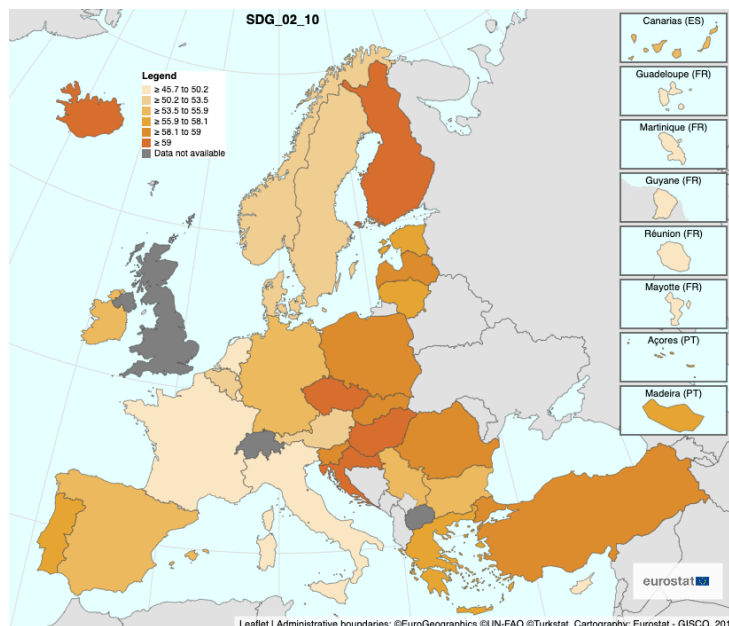 SDG_02_10
Legend
≥ 45.7 to 50.2
≥ 50.2 to 53.5
≥ 53.5 to 55.9
≥ 55.9 to 58.1
≥ 58.1 to 59
≥ 59
Data not available
Canarias (ES)
Guadeloupe (FR)
Martinique (FR)
Guyane (FR)
Réunion (FR)
Mayotte (FR)
Açores (PT)
Madeira (PT)
eurostat
Leaflet | Administrative boundaries: ©EuroGeographics ©UN-FAO ©Turkstat, Cartography: Eurostat - GISCO, 201